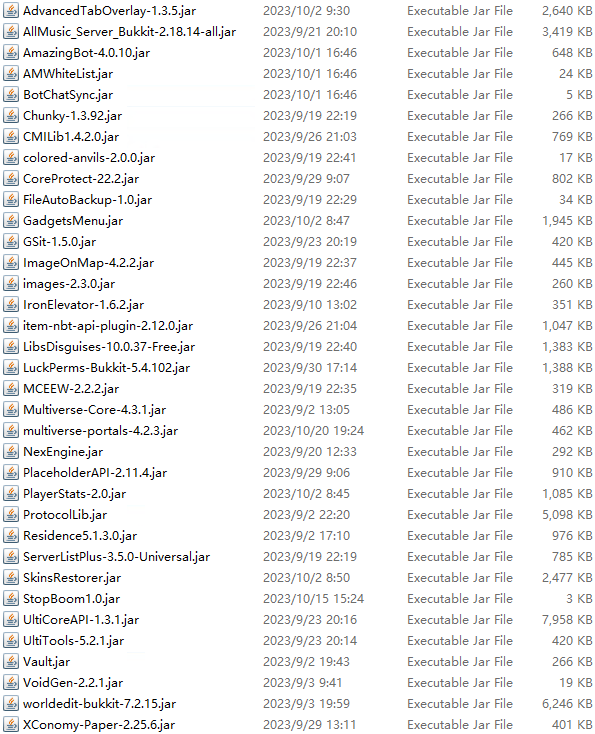 AdvancedTabOverlay-1.3.5.jar 2023/10/2 9:30 Executable Jar File 2,640 KB
AllMusic_Server_Bukkit-2.18.14-all.jar 2023/9/21 20:10 Executable Jar File 3,419 KB
AmazingBot-4.0.10.jar 2023/10/1 16:46 Executable Jar File 648 KB
AMWhiteList.jar 2023/10/1 16:46 Executable Jar File 24 KB
BotChatSync.jar 2023/10/1 16:46 Executable Jar File 5 KB
Chunky-1.3.92.jar 2023/9/19 22:19 Executable Jar File 266 KB
CMILib1.4.2.0.jar 2023/9/26 21:03 Executable Jar File 769 KB
colored-anvils-2.0.0.jar 2023/9/19 22:41 Executable Jar File 17 KB
CoreProtect-22.2.jar 2023/9/29 9:07 Executable Jar File 802 KB
FileAutoBackup-1.0.jar 2023/9/19 22:29 Executable Jar File 34 KB
GadgetsMenu.jar 2023/10/2 8:47 Executable Jar File 1,945 KB
GSit-1.5.0.jar 2023/9/23 20:19 Executable Jar File 420 KB
ImageOnMap-4.2.2.jar 2023/9/19 22:37 Executable Jar File 445 KB
images-2.3.0.jar 2023/9/19 22:46 Executable Jar File 260 KB
IronElevator-1.6.2.jar 2023/9/10 13:02 Executable Jar File 351 KB
item-nbt-api-plugin-2.12.0.jar 2023/9/26 21:04 Executable Jar File 1,047 KB
LibsDisguises-10.0.37-Free.jar 2023/9/19 22:40 Executable Jar File 1,383 KB
LuckPerms-Bukkit-5.4.102.jar 2023/9/30 17:14 Executable Jar File 1,388 KB
MCEEW-2.2.2.jar 2023/9/19 22:35 Executable Jar File 319 KB
Multiverse-Core-4.3.1.jar 2023/9/2 13:05 Executable Jar File 486 KB
multiverse-portals-4.2.3.jar 2023/10/20 19:24 Executable Jar File 462 KB
NexEngine.jar 2023/9/20 12:33 Executable Jar File 292 KB
PlaceholderAPI-2.11.4.jar 2023/9/29 9:06 Executable Jar File 910 KB
PlayerStats-2.0.jar 2023/10/2 8:45 Executable Jar File 1,085 KB
ProtocolLib.jar 2023/9/2 22:20 Executable Jar File 5,098 KB
Residence5.1.3.0.jar 2023/9/2 17:10 Executable Jar File 976 KB
ServerListPlus-3.5.0-Universal.jar 2023/9/19 22:19 Executable Jar File 785 KB
SkinsRestorer.jar 2023/10/2 8:50 Executable Jar File 2,477 KB
StopBoom1.0.jar 2023/10/15 15:24 Executable Jar File 3 KB
UltiCoreAPI-1.3.1.jar 2023/9/23 20:16 Executable Jar File 7,958 KB
UltiTools-5.2.1.jar 2023/9/23 20:14 Executable Jar File 420 KB
Vault.jar 2023/9/2 19:43 Executable Jar File 266 KB
VoidGen-2.2.1.jar 2023/9/3 9:41 Executable Jar File 19 KB
worldedit-bukkit-7.2.15.jar 2023/9/3 19:59 Executable Jar File 6,246 KB
XConomy-Paper-2.25.6.jar 2023/9/29 13:11 Executable Jar File 401 KB